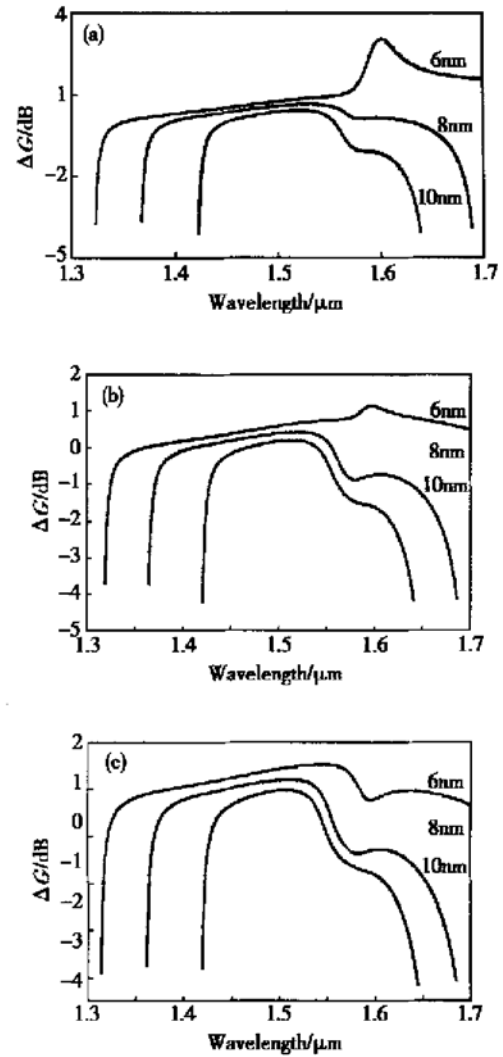 (a)
4
1
−2
−5
ΔG/dB
6nm
8nm
10nm
1.3 1.4 1.5 1.6 1.7
Wavelength/μm
(b)
2
1
0
−1
−2
−3
−4
−5
ΔG/dB
6nm
8nm
10nm
1.3 1.4 1.5 1.6 1.7
Wavelength/μm
(c)
2
1
0
−1
−2
−3
−4
ΔG/dB
6nm
8nm
10nm
1.3 1.4 1.5 1.6 1.7
Wavelength/μm